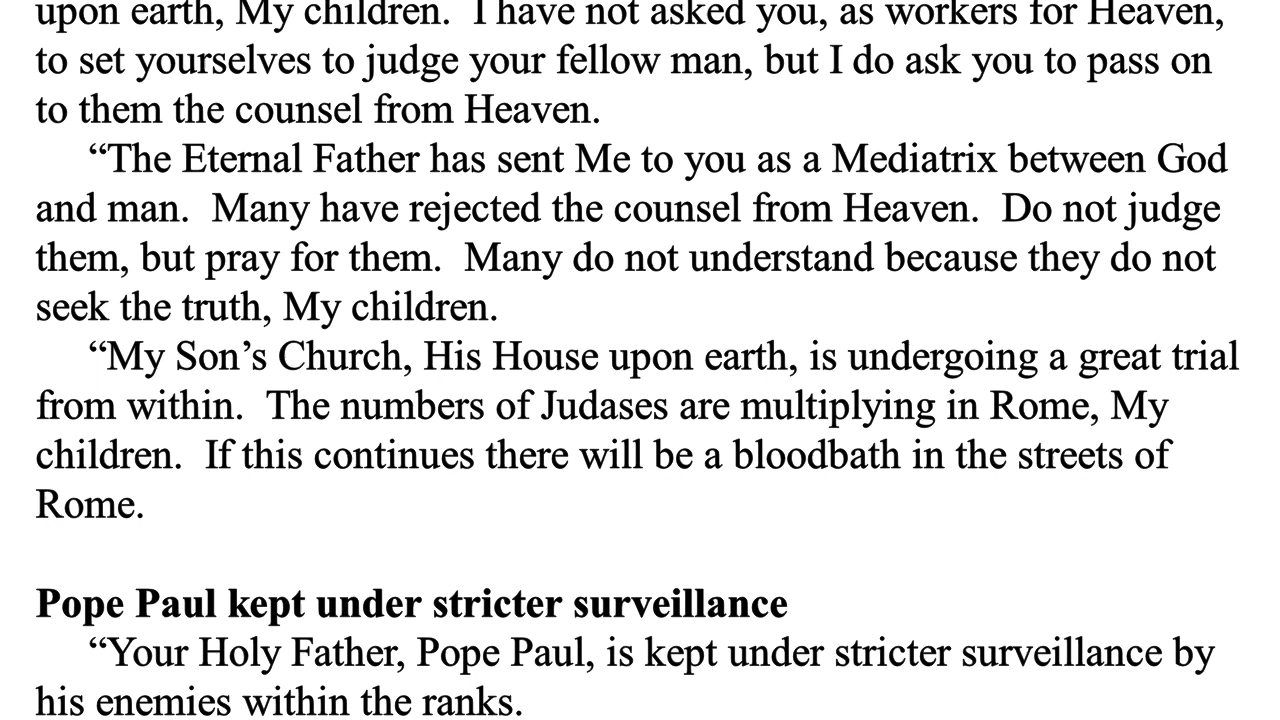 upon earth, My children.  I have not asked you, as workers for Heaven,
to set yourselves to judge your fellow man, but I do ask you to pass on
to them the counsel from Heaven.
“The Eternal Father has sent Me to you as a Mediatrix between God
and man.  Many have rejected the counsel from Heaven.  Do not judge
them, but pray for them.  Many do not understand because they do not
seek the truth, My children.
“My Son’s Church, His House upon earth, is undergoing a great trial
from within.  The numbers of Judases are multiplying in Rome, My
children.  If this continues there will be a bloodbath in the streets of
Rome.
Pope Paul kept under stricter surveillance
“Your Holy Father, Pope Paul, is kept under stricter surveillance by
his enemies within the ranks.